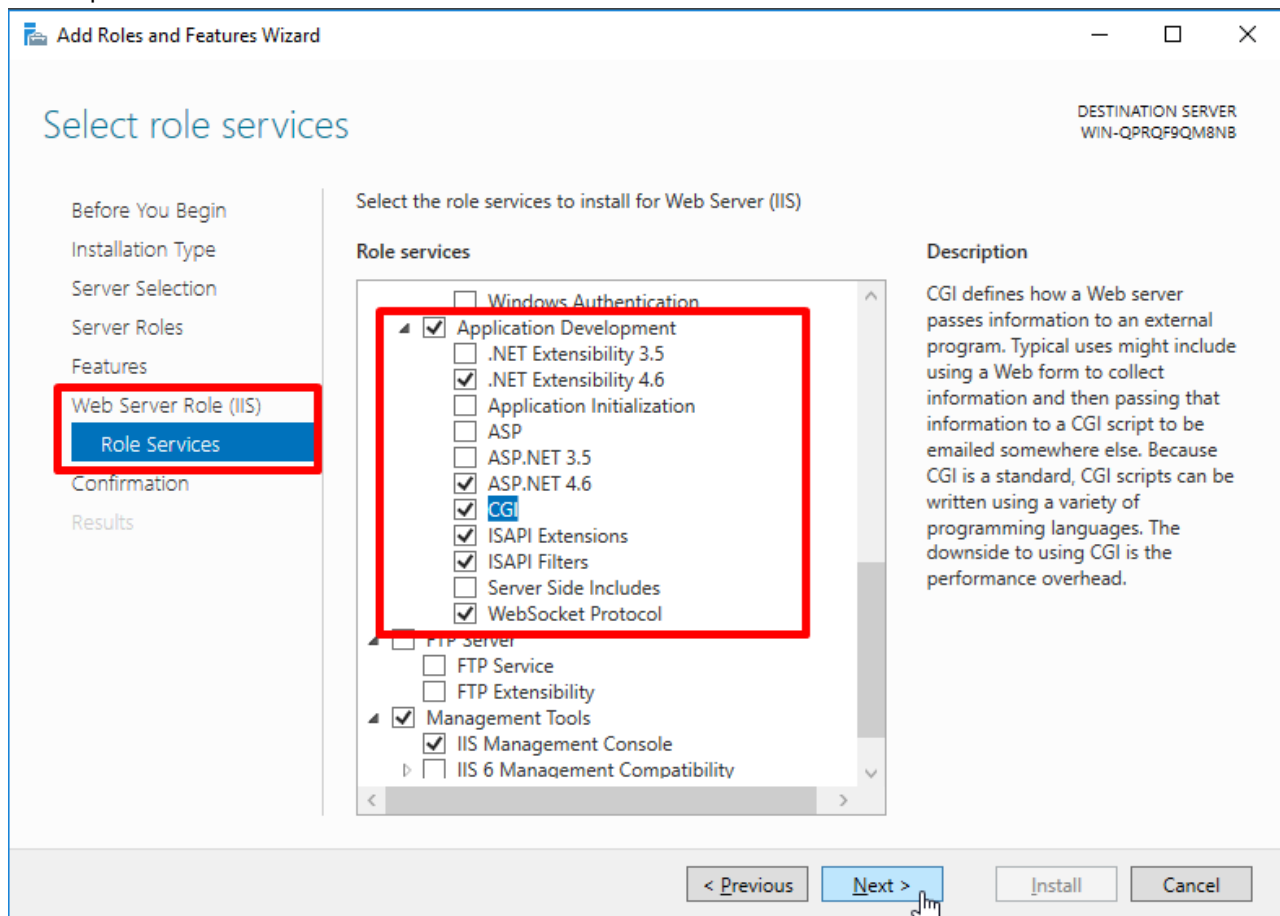 Add Roles and Features Wizard
Select role services
DESTINATION SERVER
WIN-QPRQF9QM8NB
Before You Begin
Installation Type
Server Selection
Server Roles
Features
Web Server Role (IIS)
Role Services
Confirmation
Results
Select the role services to install for Web Server (IIS)
Role services
Windows Authentication
Application Development
.NET Extensibility 3.5
.NET Extensibility 4.6
Application Initialization
ASP
ASP.NET 3.5
ASP.NET 4.6
CGI
ISAPI Extensions
ISAPI Filters
Server Side Includes
WebSocket Protocol
FTP Server
FTP Service
FTP Extensibility
Management Tools
IIS Management Console
IIS 6 Management Compatibility
Description
CGI defines how a Web server
passes information to an external
program. Typical uses might include
using a Web form to collect
information and then passing that
information to a CGI script to be
emailed somewhere else. Because
CGI is a standard, CGI scripts can be
written using a variety of
programming languages. The
downside to using CGI is the
performance overhead.
< Previous
Next >
Install
Cancel